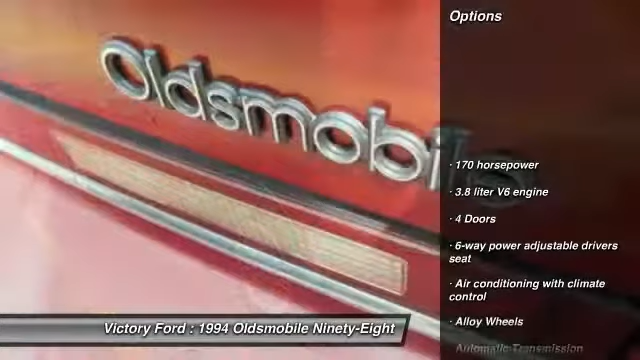 Options
Oldsmobile
· 170 horsepower
· 3.8 liter V6 engine
· 4 Doors
· 6-way power adjustable drivers
seat
· Air conditioning with climate
control
· Alloy Wheels
Automatic Transmission
Victory Ford : 1994 Oldsmobile Ninety-Eight